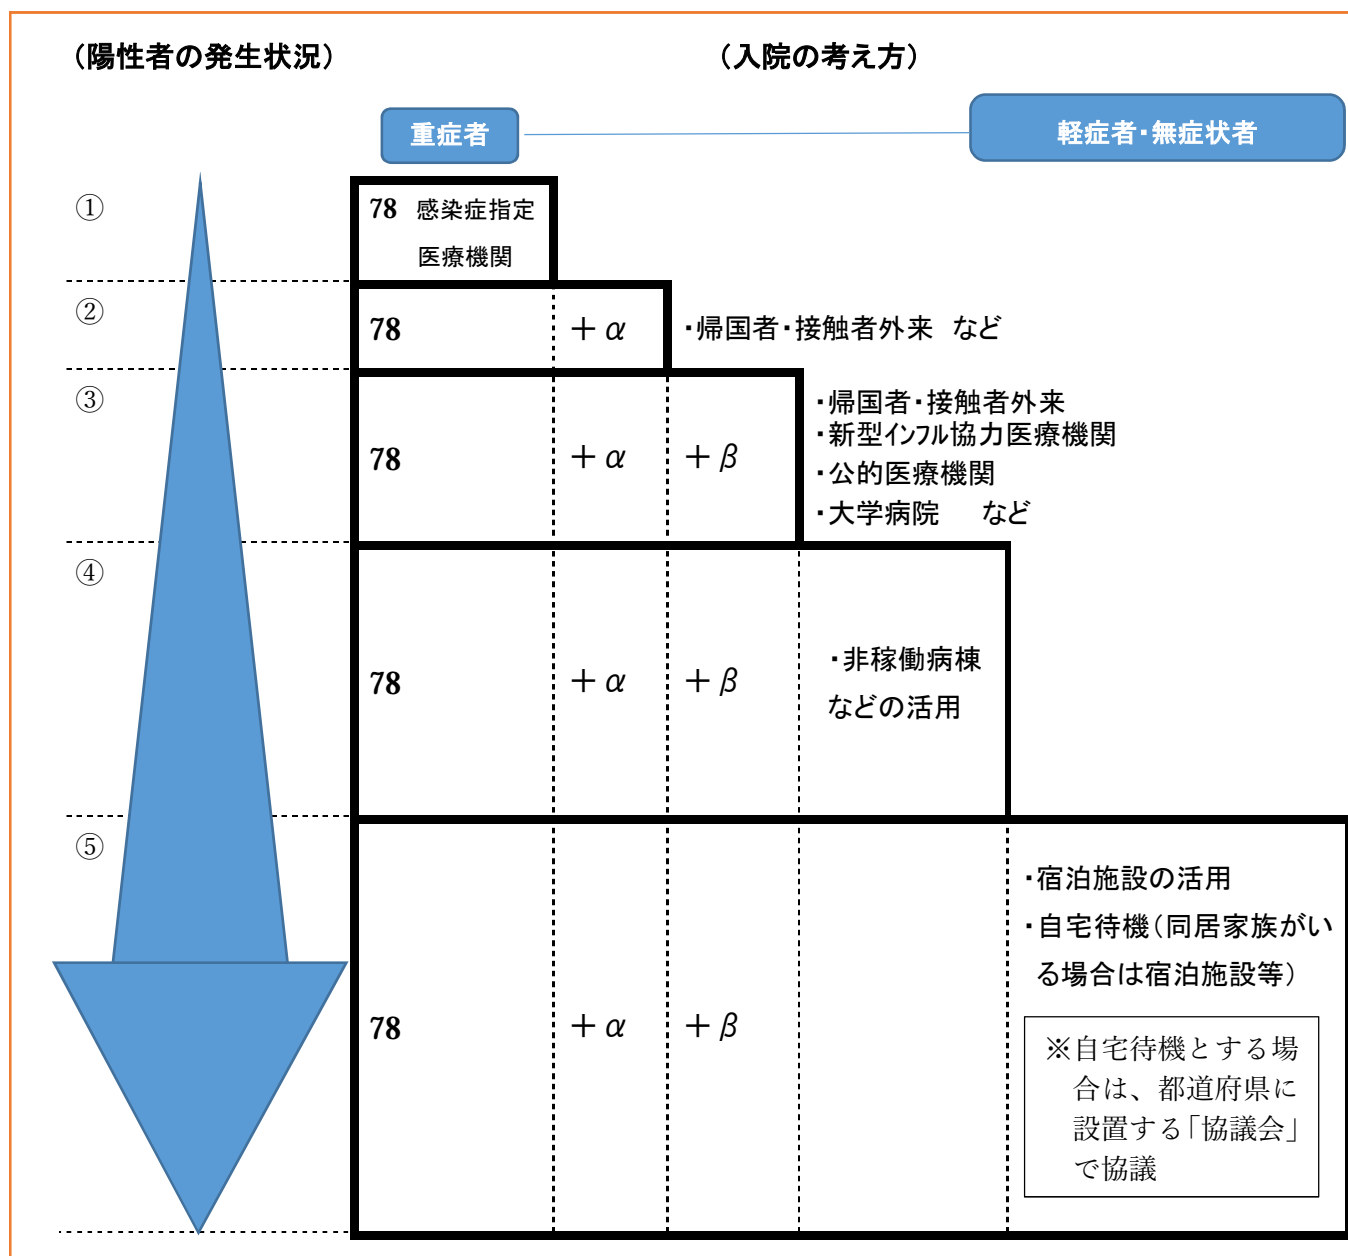 （陽性者の発生状況）
（入院の考え方）
重症者
軽症者・無症状者
①
78 感染症指定
医療機関
②
78
＋α
・帰国者・接触者外来 など
③
78
＋α
＋β
・帰国者・接触者外来
・新型インフル協力医療機関
・公的医療機関
・大学病院 など
④
78
＋α
＋β
・非稼働病棟
などの活用
⑤
78
＋α
＋β
・宿泊施設の活用
・自宅待機（同居家族がい
る場合は宿泊施設等）
※自宅待機とする場
合は、都道府県に
設置する「協議会」
で協議